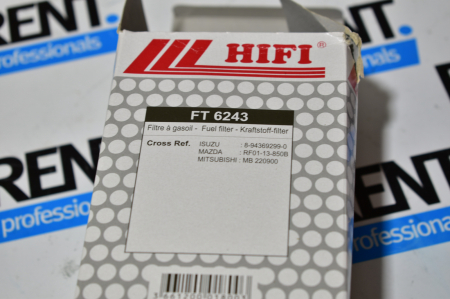 RENT.
professionals
HIFI®
FT 6243
Filtre à gasoil - Fuel filter - Kraftstoff-filter
Cross Ref. ISUZU : 8-94369299-0
MAZDA : RF01-13-850B
MITSUBISHI : MB 220900
RENT
professionals
RENT.
professionals